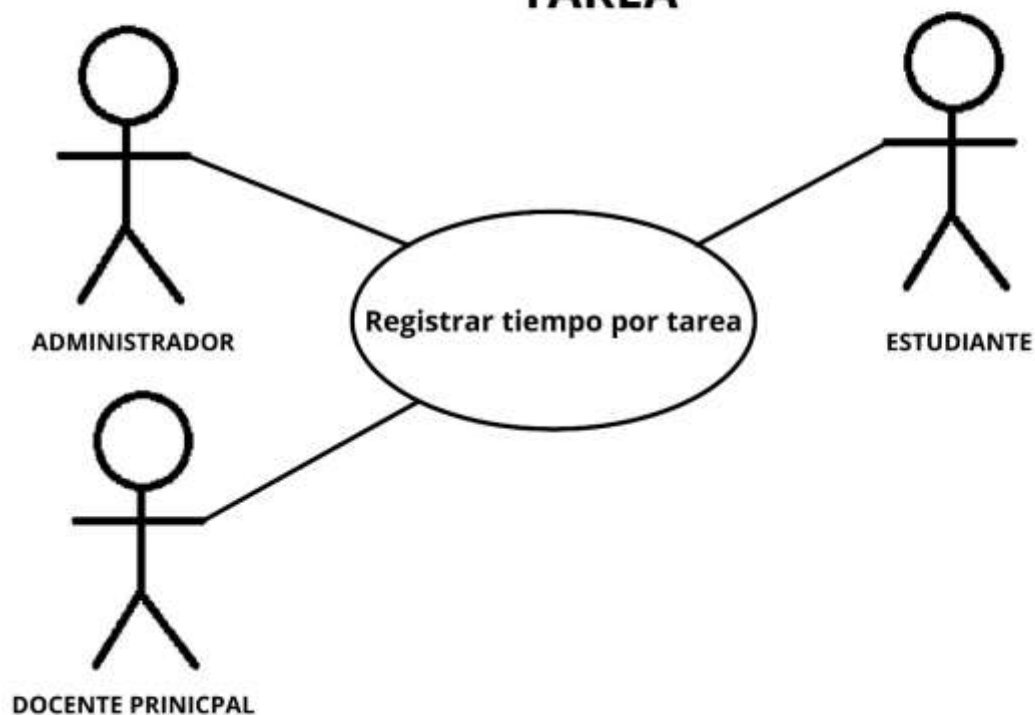 TAREA
Registrar tiempo por tarea
ADMINISTRADOR
ESTUDIANTE
DOCENTE PRINICPAL